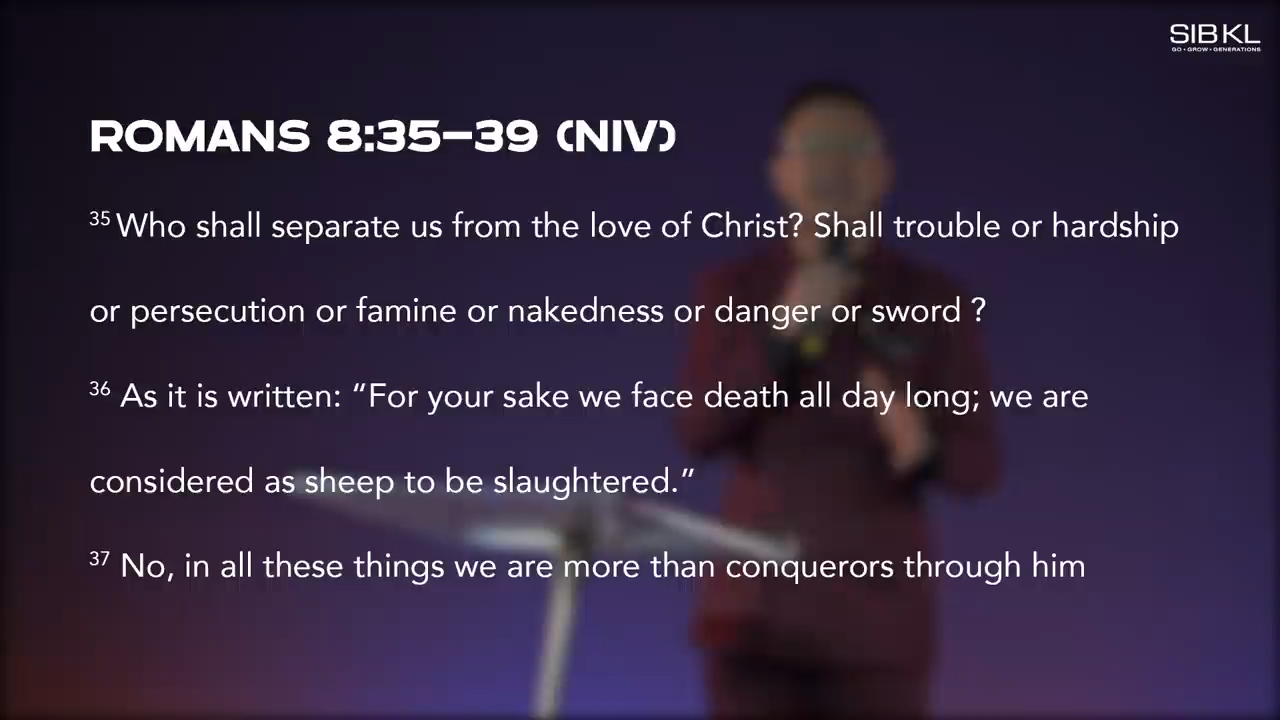 SIBKL
GO • GROW • GENERATIONS
ROMANS 8:35–39 (NIV)
35 Who shall separate us from the love of Christ? Shall trouble or hardship
or persecution or famine or nakedness or danger or sword ?
36 As it is written: “For your sake we face death all day long; we are
considered as sheep to be slaughtered.”
37 No, in all these things we are more than conquerors through him